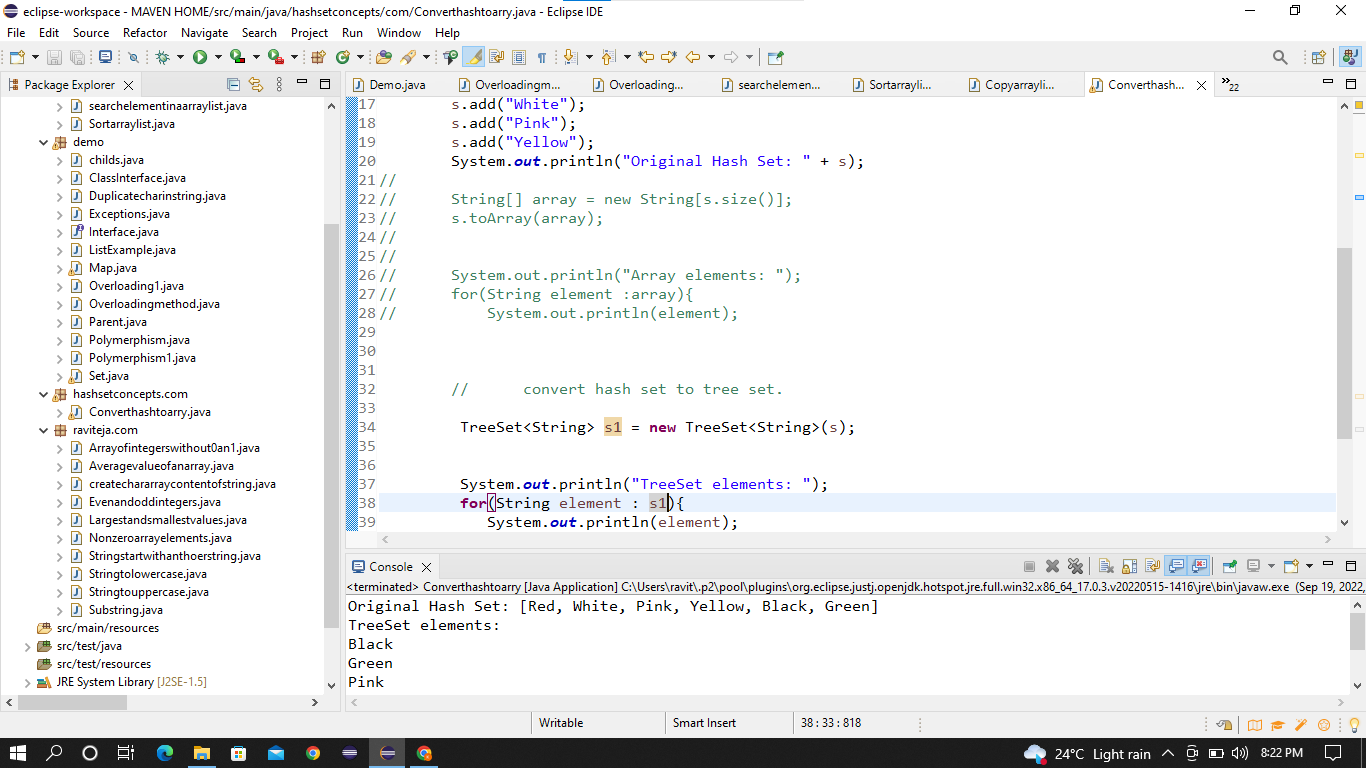 eclipse-workspace - MAVEN HOME/src/main/java/hashsetconcepts/com/Converthashtoarry.java - Eclipse IDE
File Edit Source Refactor Navigate Search Project Run Window Help
Package Explorer
searchelementinaarraylist.java
Sortarraylist.java
demo
childs.java
ClassInterface.java
Duplicatecharinstring.java
Exceptions.java
Interface.java
ListExample.java
Map.java
Overloading1.java
Overloadingmethod.java
Parent.java
Polymerphism.java
Polymerphism1.java
Set.java
hashsetconcepts.com
Converthashtoarry.java
raviteja.com
Arrayofintegerswithout0an1.java
Averagevalueofanarray.java
createchararraycontentofstring.java
Evenandoddintegers.java
Largestandsmallestvalues.java
Nonzeroarrayelements.java
Stringstartwithanthoerstring.java
Stringtolowercase.java
Stringtouppercase.java
Substring.java
src/main/resources
src/test/java
src/test/resources
JRE System Library [J2SE-1.5]
Demo.java Overloadingm... Overloading... searchelemen... Sortarrayli... Copyarrayli... Converthash... »22
17 s.add("White");
18 s.add("Pink");
19 s.add("Yellow");
20 System.out.println("Original Hash Set: " + s);
21 //
22 // String[] array = new String[s.size()];
23 // s.toArray(array);
24 //
25 //
26 // System.out.println("Array elements: ");
27 // for(String element :array){
28 // System.out.println(element);
29
30
31
32 // convert hash set to tree set.
33
34 TreeSet<String> s1 = new TreeSet<String>(s);
35
36
37 System.out.println("TreeSet elements: ");
38 for(String element : s1){
39 System.out.println(element);
Console
<terminated> Converthashtoarry [Java Application] C:\Users\ravit\.p2\pool\plugins\org.eclipse.justj.openjdk.hotspot.jre.full.win32.x86_64_17.0.3.v20220515-1416\jre\bin\javaw.exe (Sep 19, 2022,
Original Hash Set: [Red, White, Pink, Yellow, Black, Green]
TreeSet elements:
Black
Green
Pink
Writable Smart Insert 38 : 33 : 818
24°C Light rain 8:22 PM